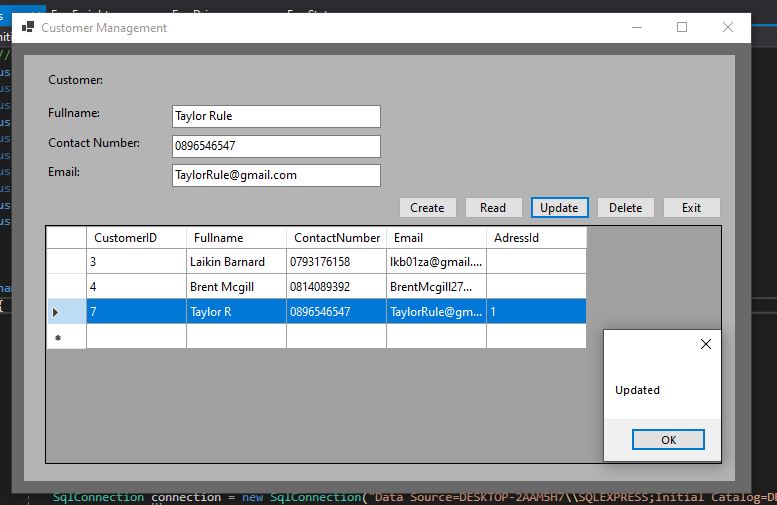 Customer Management
Customer:
Fullname: Taylor Rule
Contact Number: 0896546547
Email: TaylorRule@gmail.com
Create Read Update Delete Exit
CustomerID Fullname ContactNumber Email AdressId
3 Laikin Barnard 0793176158 lkb01za@gmail....
4 Brent Mcgill 0814089392 BrentMcgill27...
7 Taylor R 0896546547 TaylorRule@gm... 1
Updated
OK
SqlConnection connection = new SqlConnection("Data Source=DESKTOP-2AAM5H7\\SQLEXPRESS;Initial Catalog=DE